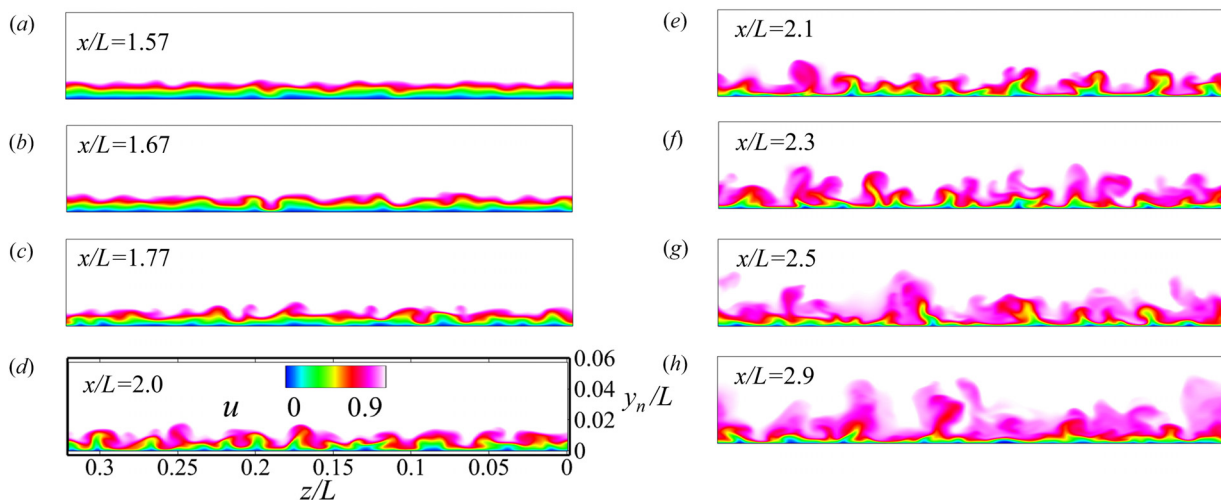 (a)
x/L=1.57
(b)
x/L=1.67
(c)
x/L=1.77
(d)
x/L=2.0
u 0 0.9
0.06
0.04
yn/L
0.02
0
0.3 0.25 0.2 0.15 0.1 0.05 0
z/L
(e)
x/L=2.1
(f)
x/L=2.3
(g)
x/L=2.5
(h)
x/L=2.9